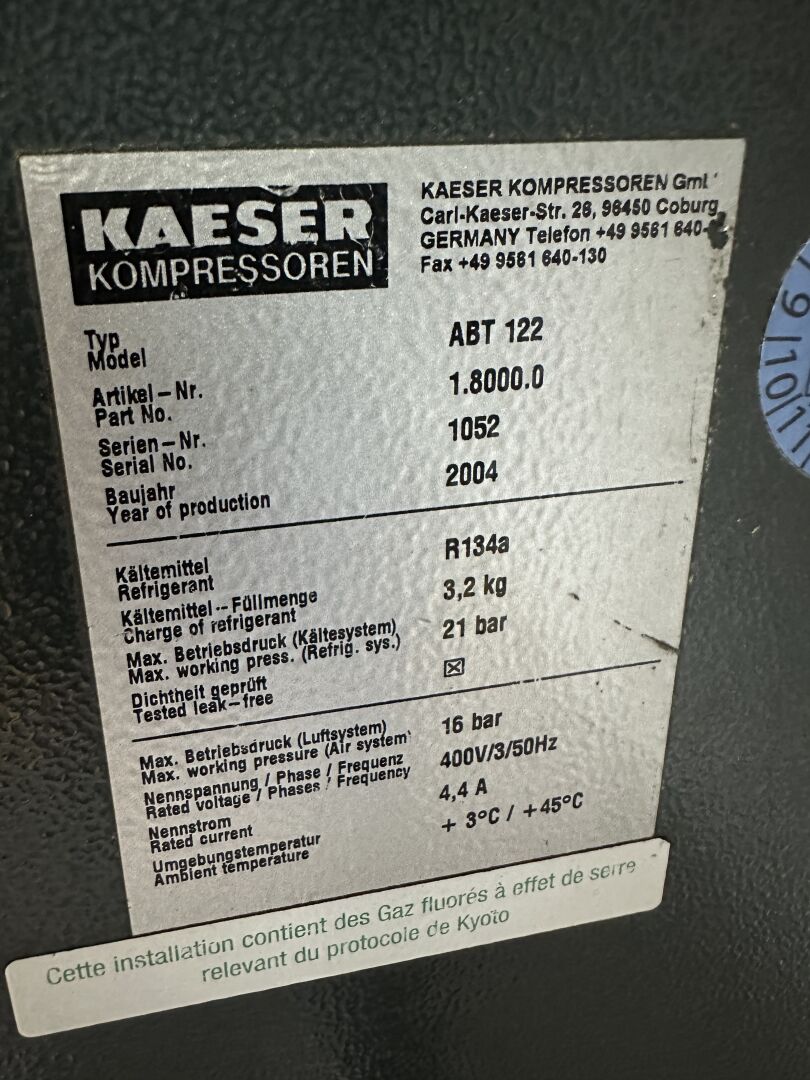 KAESER
KOMPRESSOREN
KAESER KOMPRESSOREN
Carl-Kaeser-Str. 26, 96450 Coburg
GERMANY Telefon +49 9561 640-
Fax +49 9561 640-130
Typ ABT 122
Model
Artikel-Nr. 1.8000.0
Part No.
Serien-Nr. 1052
Serial No.
Baujahr 2004
Year of production
Kältemittel R134a
Refrigerant
Kältemittel-Füllmenge 3,2 kg
Charge of refrigerant
Max. Betriebsdruck (Kältesystem) 21 bar
Max. working press. (Refrig. sys.)
Dichtheit geprüft ☒
Tested leak-free
Max. Betriebsdruck (Luftsystem) 16 bar
Max. working pressure (Air system)
Nennspannung / Phase / Frequenz 400V/3/50Hz
Rated voltage / Phases / Frequency
Nennstrom 4,4 A
Rated current
Umgebungstemperatur + 3°C / +45°C
Ambient temperature
Cette installation contient des Gaz fluorés à effet de serre
relevant du protocole de Kyoto
9/10/11